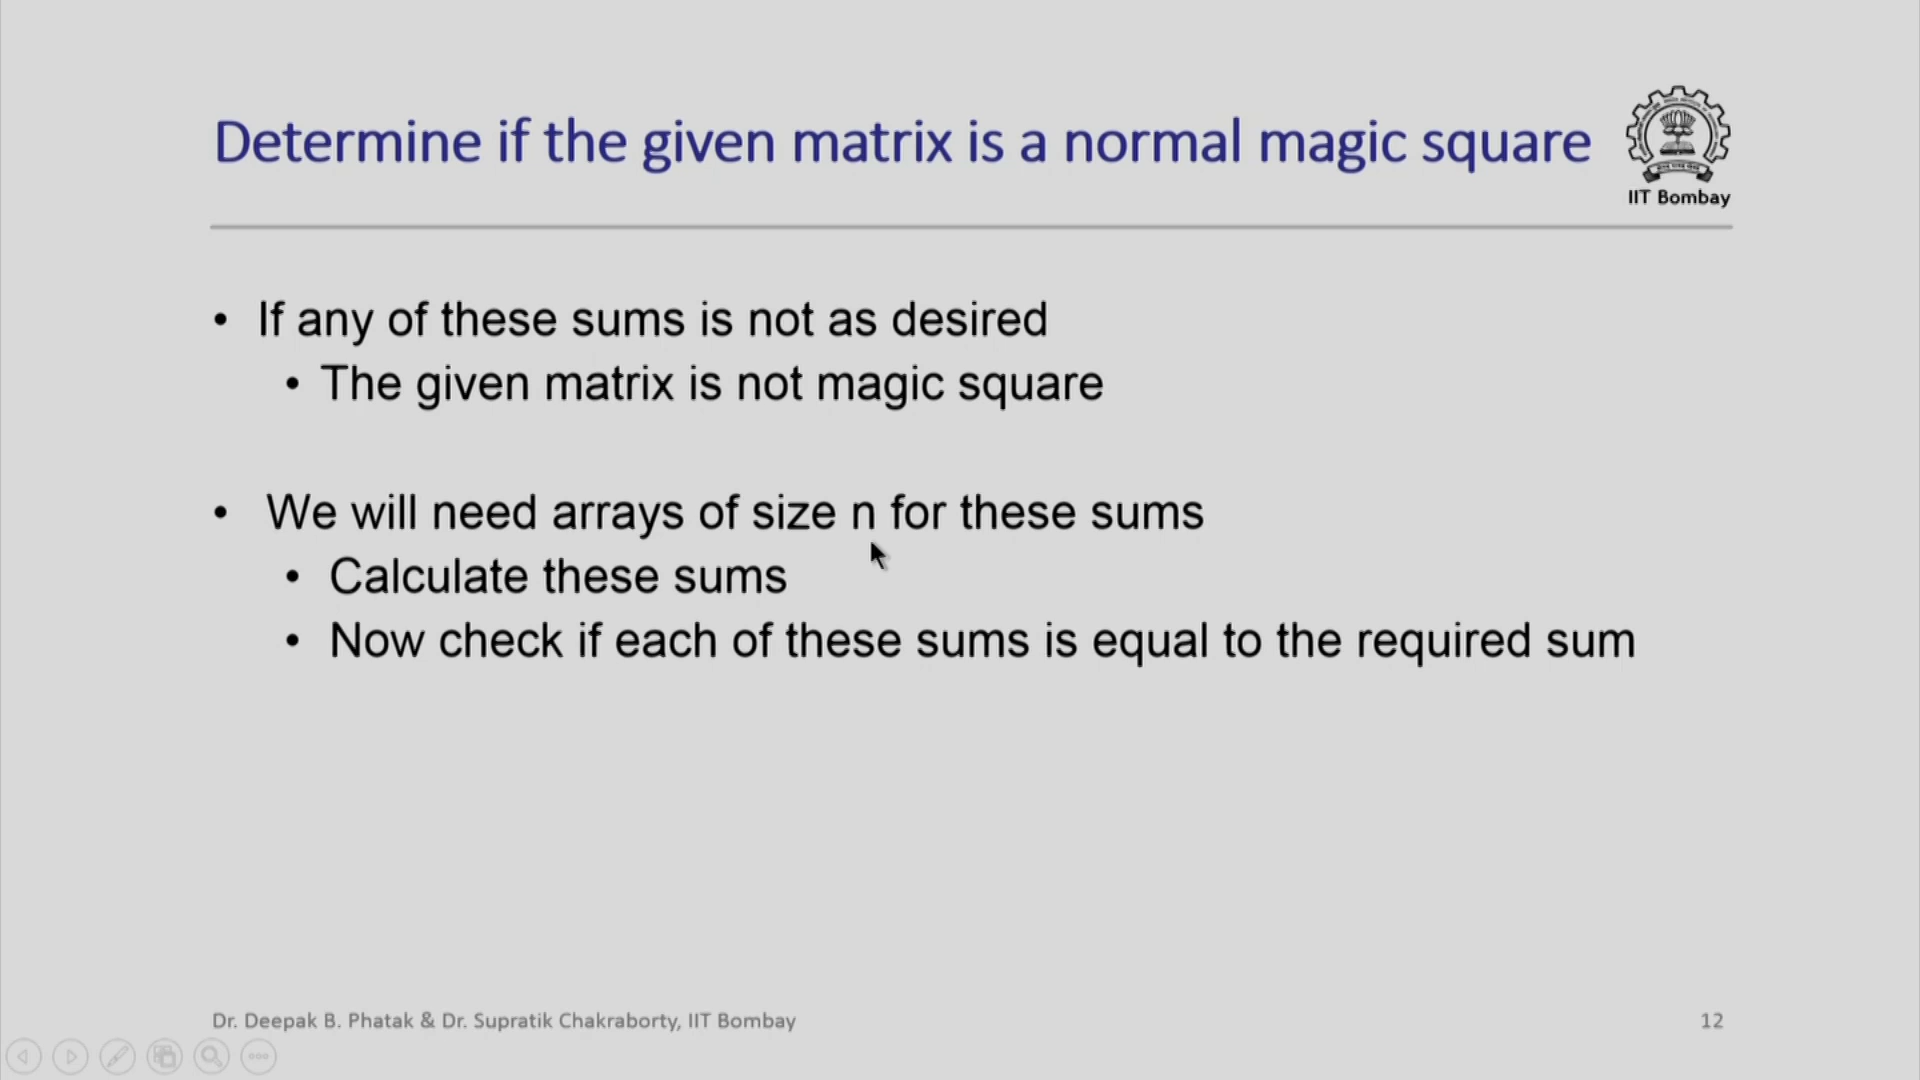 Determine if the given matrix is a normal magic square
IIT Bombay
• If any of these sums is not as desired
• The given matrix is not magic square
• We will need arrays of size n for these sums
• Calculate these sums
• Now check if each of these sums is equal to the required sum
Dr. Deepak B. Phatak & Dr. Supratik Chakraborty, IIT Bombay
12